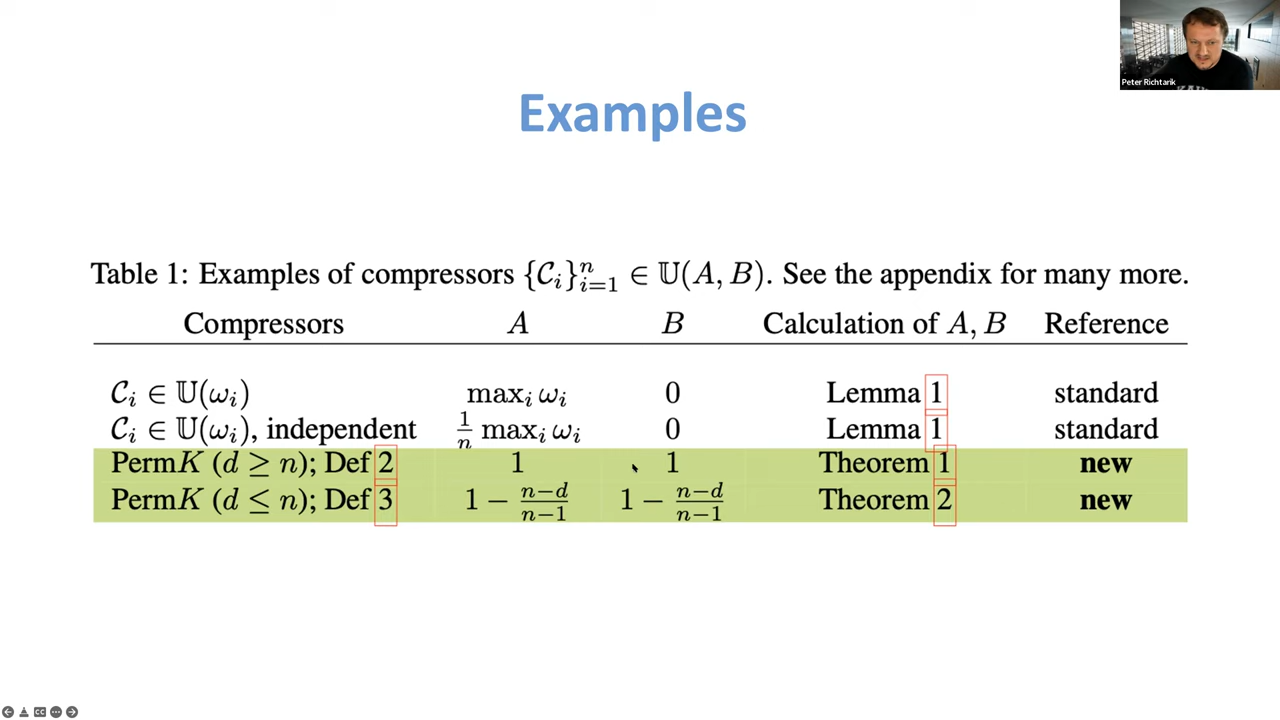 Peter Richtarik
Examples
Table 1: Examples of compressors {𝒞ᵢ}ⁿᵢ₌₁ ∈ 𝕌(A, B). See the appendix for many more.
Compressors A B Calculation of A, B Reference
𝒞ᵢ ∈ 𝕌(ωᵢ) maxᵢ ωᵢ 0 Lemma 1 standard
𝒞ᵢ ∈ 𝕌(ωᵢ), independent 1/n maxᵢ ωᵢ 0 Lemma 1 standard
PermK (d ≥ n); Def 2 1 1 Theorem 1 new
PermK (d ≤ n); Def 3 1 − n−d/n−1 1 − n−d/n−1 Theorem 2 new